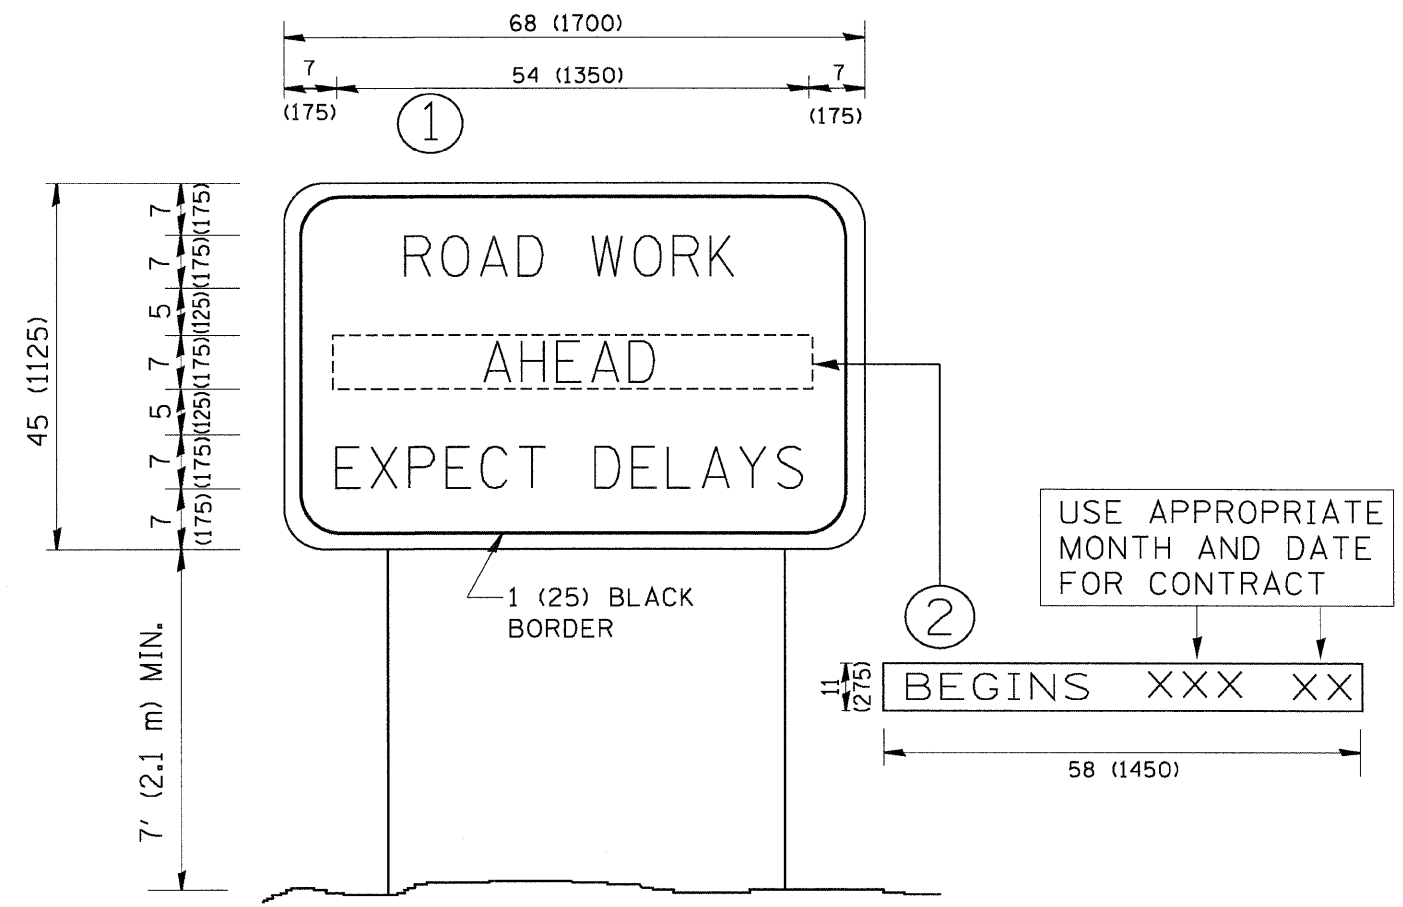 68 (1700)
7
54 (1350)
7
(175)
(175)
1
45 (1125)
7
(175)
7
(175)
5
(125)
7
(175)
5
(125)
7
(175)
7
(175)
ROAD WORK
AHEAD
EXPECT DELAYS
1 (25) BLACK
BORDER
7' (2.1 m) MIN.
2
USE APPROPRIATE
MONTH AND DATE
FOR CONTRACT
11
(275)
BEGINS XXX XX
58 (1450)